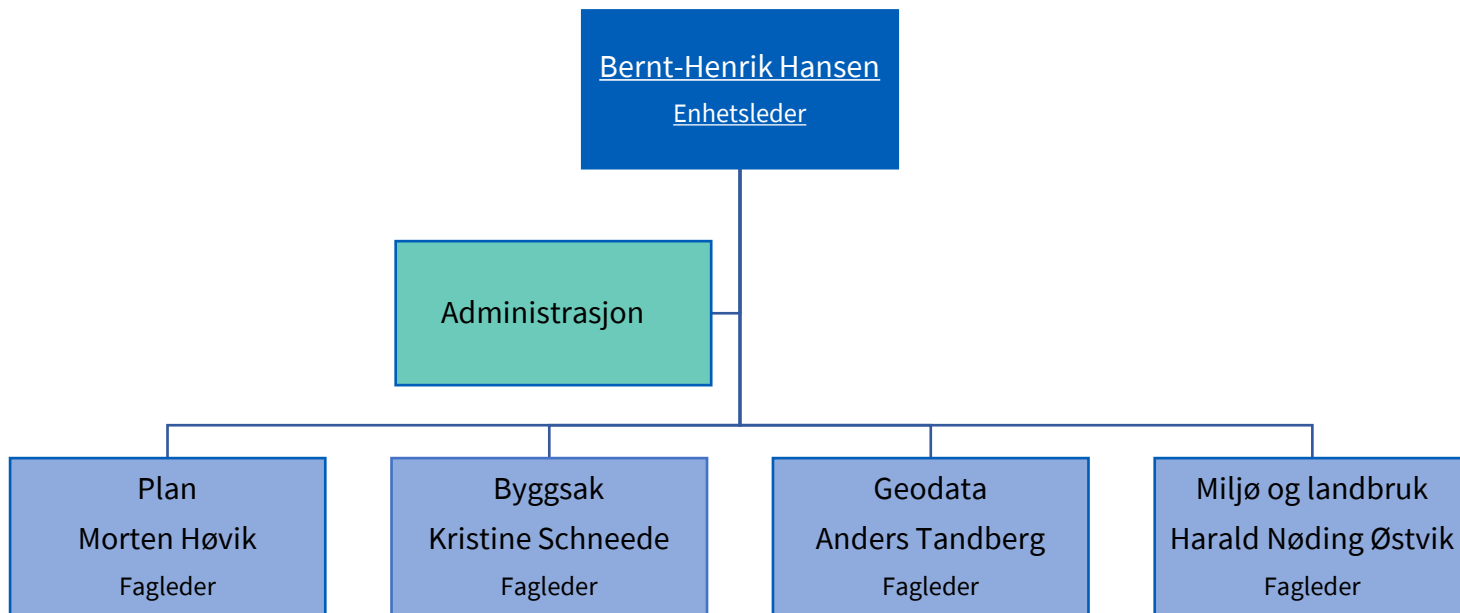 Bernt-Henrik Hansen
Enhetsleder
Administrasjon
Plan
Morten Høvik
Fagleder
Byggsak
Kristine Schneede
Fagleder
Geodata
Anders Tandberg
Fagleder
Miljø og landbruk
Harald Nøding Østvik
Fagleder